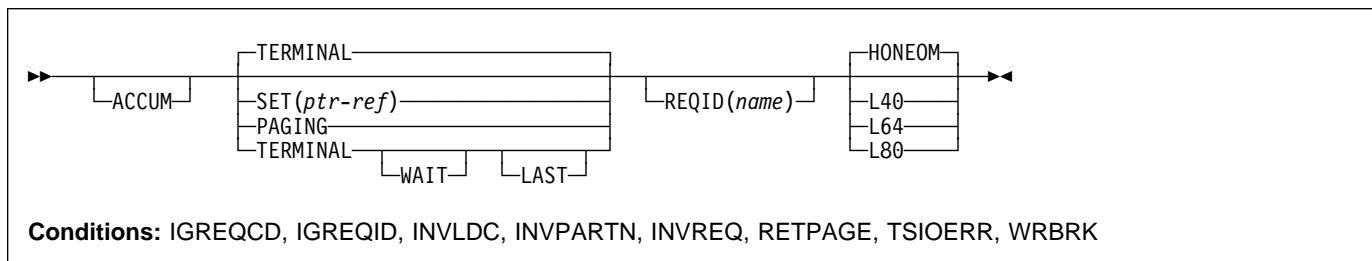 TERMINAL HONEOM
ACCUM SET(ptr-ref) REQID(name) L40
PAGING L64
TERMINAL L80
WAIT LAST
Conditions: IGREQCD, IGREQID, INVLDC, INVPARTN, INVREQ, RETPAGE, TSIOERR, WRBRK